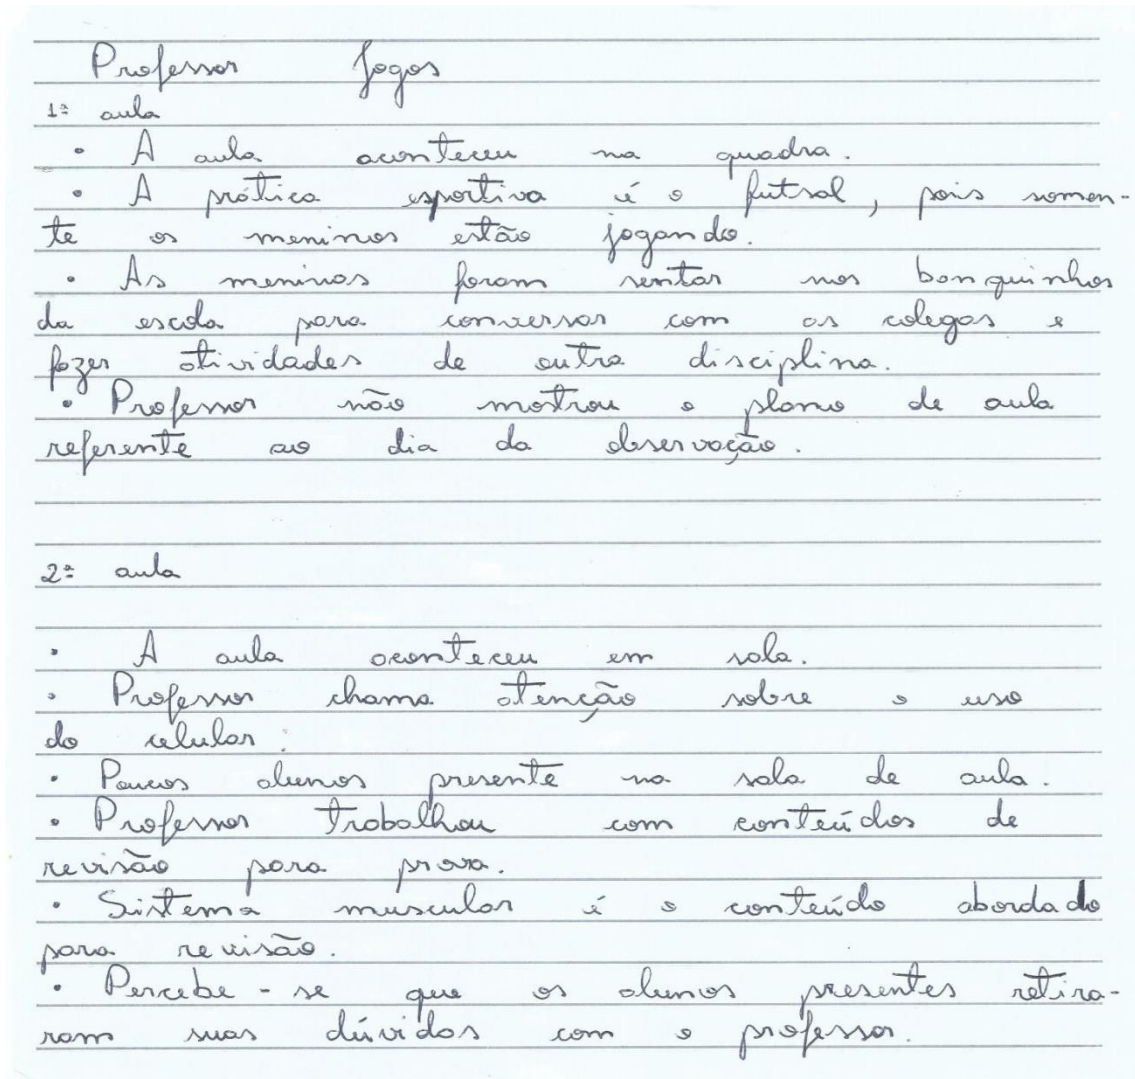 Professor Jogos
1ª aula
• A aula aconteceu na quadra.
• A prática esportiva é o futsal, pois somen-
te os meninos estão jogando.
• As meninas foram sentar nos banquinhos
da escola para conversar com os colegas e
fazer atividades de outra disciplina.
• Professor não mostrou o plano de aula
referente ao dia da observação.
2ª aula
• A aula aconteceu em sala.
• Professor chama atenção sobre o uso
do celular.
• Poucos alunos presente na sala de aula.
• Professor trabalhou com conteúdos de
revisão para prova.
• Sistema muscular é o conteúdo abordado
para revisão.
• Percebe-se que os alunos presentes retira-
ram suas dúvidas com o professor.